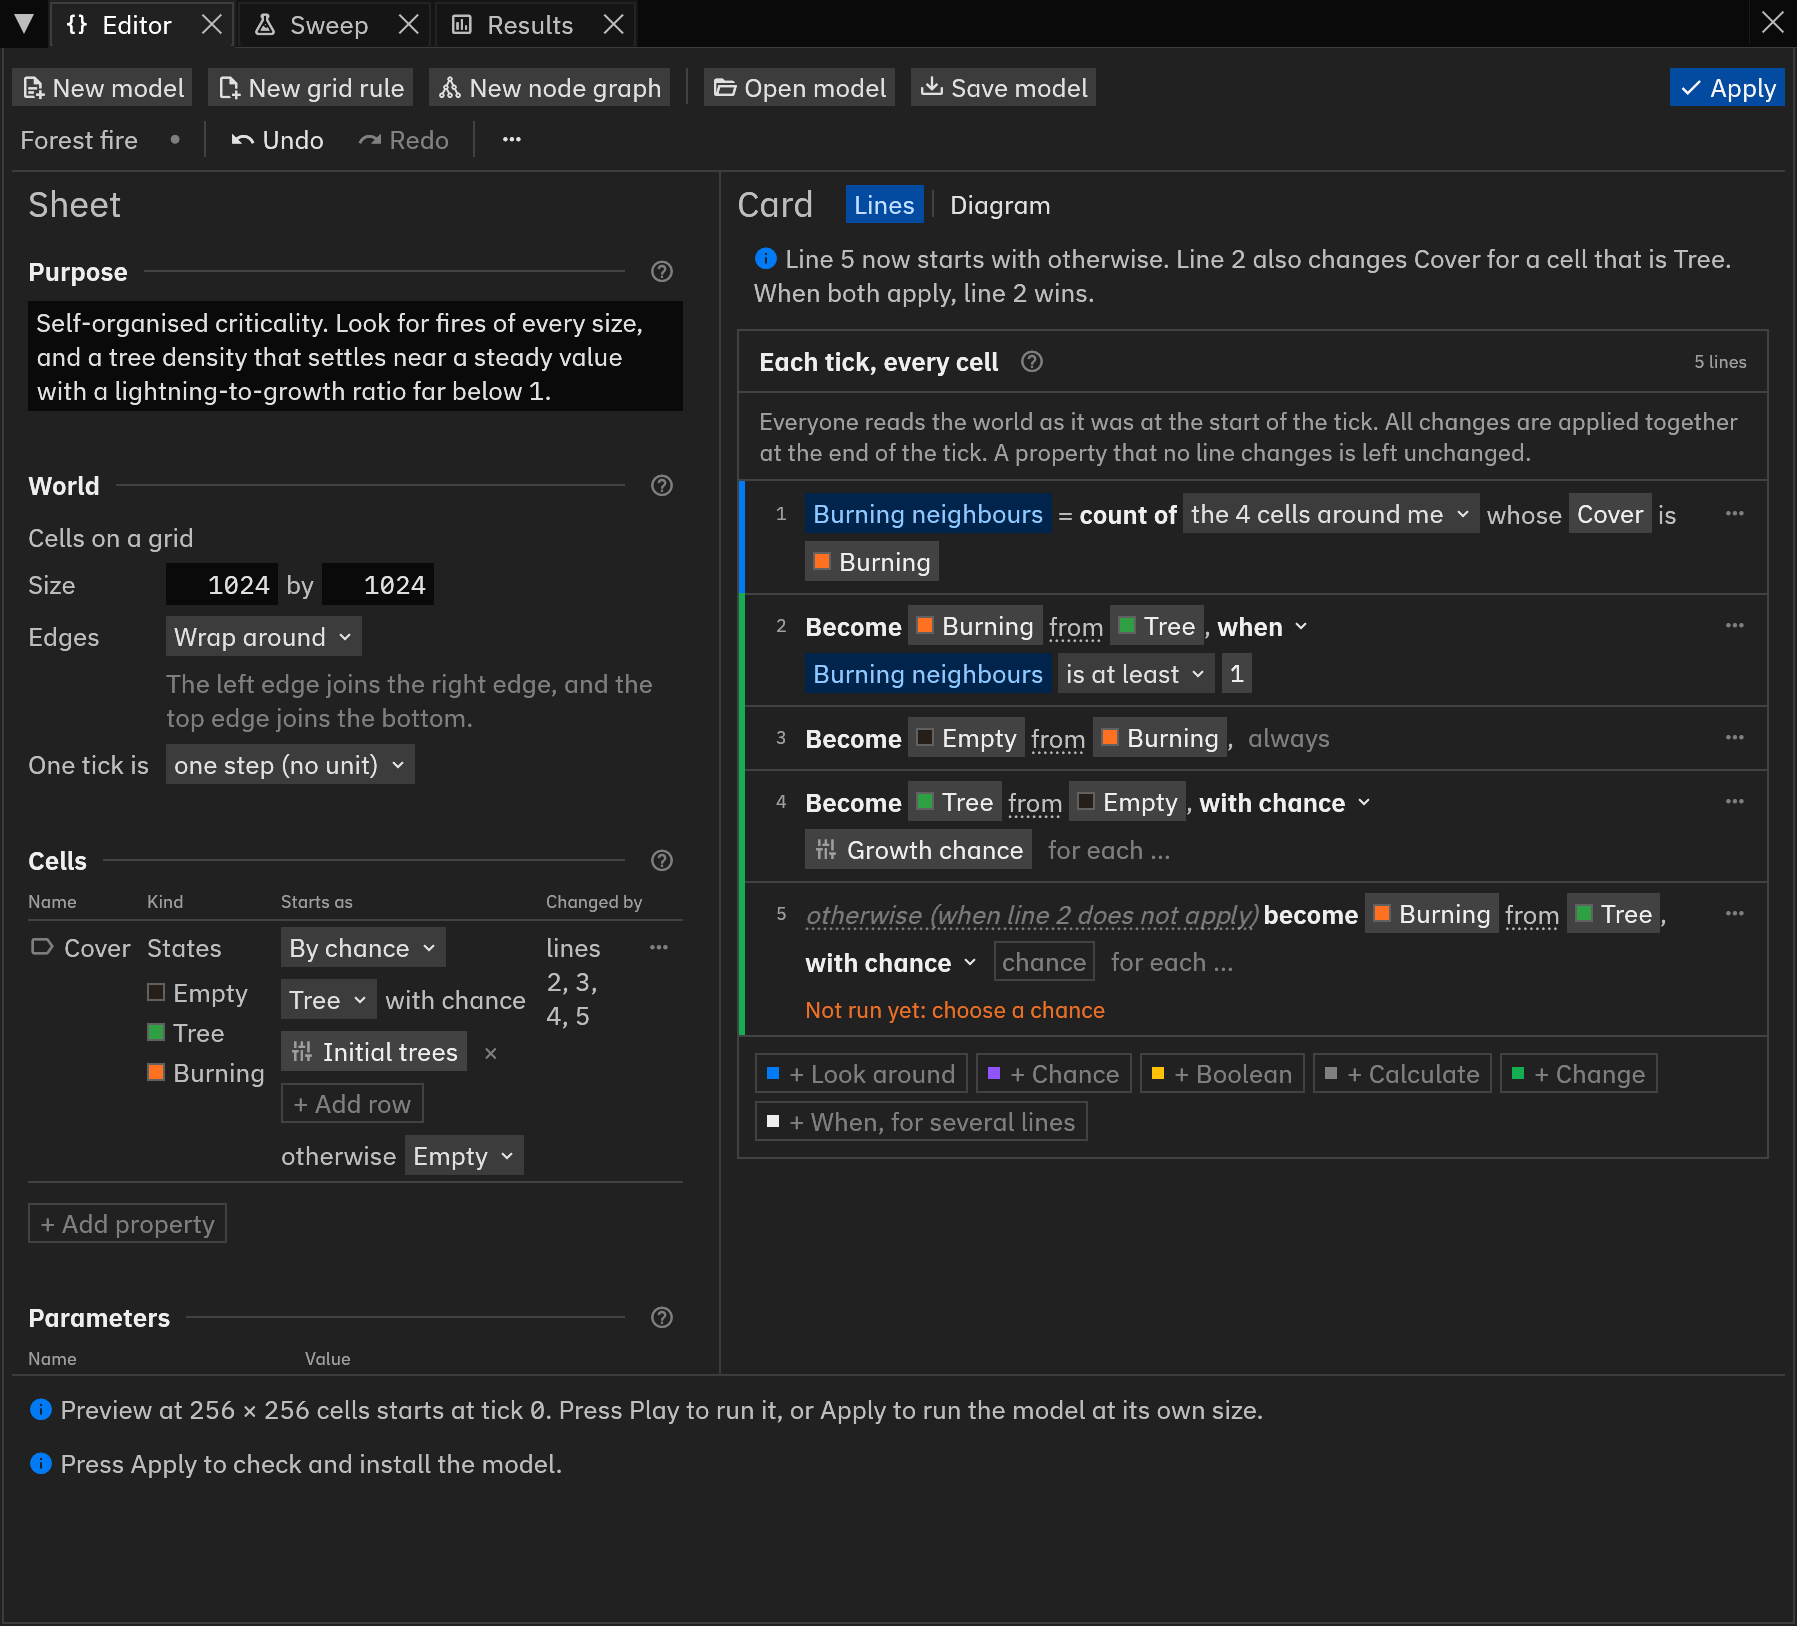 Editor
Sweep
Results
New model
New grid rule
New node graph
Open model
Save model
Apply
Forest fire
Undo
Redo
Sheet
Purpose
Self-organised criticality. Look for fires of every size,
and a tree density that settles near a steady value
with a lightning-to-growth ratio far below 1.
World
Cells on a grid
Size 1024 by 1024
Edges Wrap around
The left edge joins the right edge, and the
top edge joins the bottom.
One tick is one step (no unit)
Cells
Name Kind Starts as Changed by
Cover States By chance lines
2, 3,
4, 5
Empty
Tree
Burning
Tree with chance
Initial trees ×
+ Add row
otherwise Empty
+ Add property
Parameters
Name Value
Card Lines Diagram
Line 5 now starts with otherwise. Line 2 also changes Cover for a cell that is Tree.
When both apply, line 2 wins.
Each tick, every cell 5 lines
Everyone reads the world as it was at the start of the tick. All changes are applied together
at the end of the tick. A property that no line changes is left unchanged.
1 Burning neighbours = count of the 4 cells around me whose Cover is
Burning
2 Become Burning from Tree, when
Burning neighbours is at least 1
3 Become Empty from Burning, always
4 Become Tree from Empty, with chance
Growth chance for each ...
5 otherwise (when line 2 does not apply) become Burning from Tree,
with chance chance for each ...
Not run yet: choose a chance
+ Look around + Chance + Boolean + Calculate + Change
+ When, for several lines
Preview at 256 × 256 cells starts at tick 0. Press Play to run it, or Apply to run the model at its own size.
Press Apply to check and install the model.